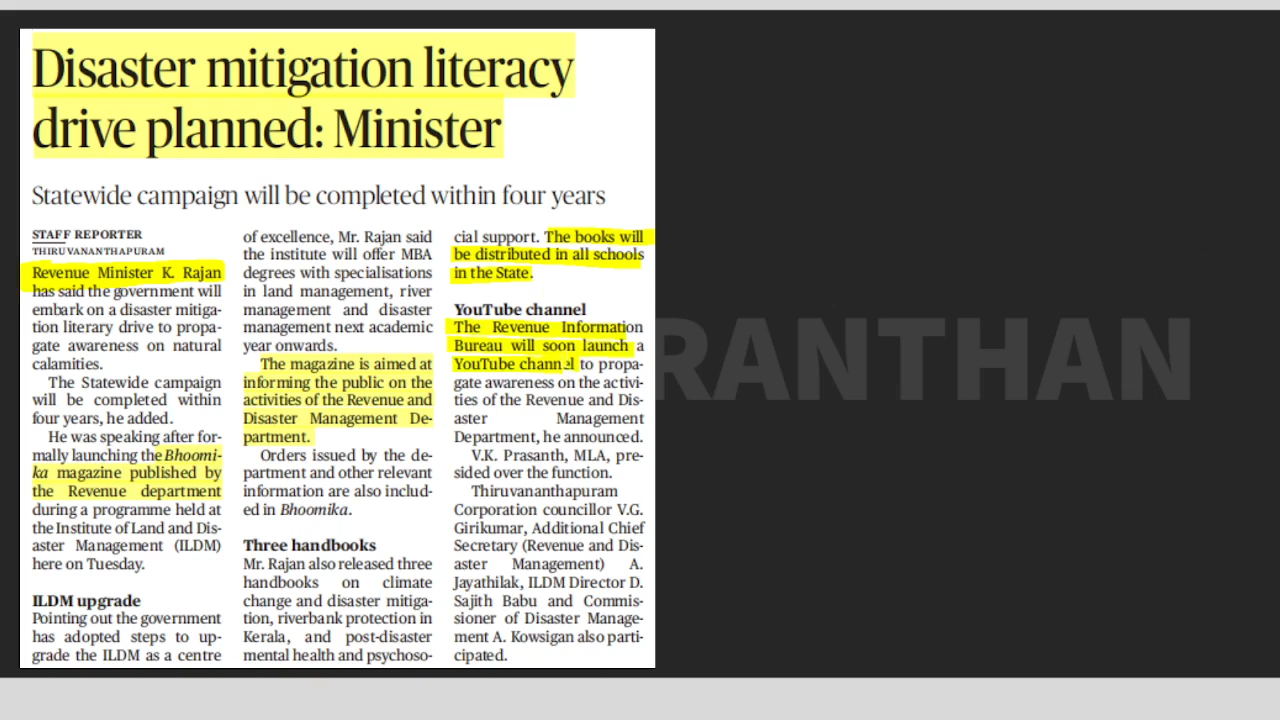 Disaster mitigation literacy
drive planned: Minister
Statewide campaign will be completed within four years
STAFF REPORTER
THIRUVANANTHAPURAM
Revenue Minister K. Rajan
has said the government will
embark on a disaster mitiga-
tion literary drive to propa-
gate awareness on natural
calamities.
The Statewide campaign
will be completed within
four years, he added.
He was speaking after for-
mally launching the Bhoomi-
ka magazine published by
the Revenue department
during a programme held at
the Institute of Land and Dis-
aster Management (ILDM)
here on Tuesday.
ILDM upgrade
Pointing out the government
has adopted steps to up-
grade the ILDM as a centre
of excellence, Mr. Rajan said
the institute will offer MBA
degrees with specialisations
in land management, river
management and disaster
management next academic
year onwards.
The magazine is aimed at
informing the public on the
activities of the Revenue and
Disaster Management De-
partment.
Orders issued by the de-
partment and other relevant
information are also includ-
ed in Bhoomika.
Three handbooks
Mr. Rajan also released three
handbooks on climate
change and disaster mitiga-
tion, riverbank protection in
Kerala, and post-disaster
mental health and psychoso-
cial support. The books will
be distributed in all schools
in the State.
YouTube channel
The Revenue Information
Bureau will soon launch a
YouTube channel to propa-
gate awareness on the activi-
ties of the Revenue and Dis-
aster Management
Department, he announced.
V.K. Prasanth, MLA, pre-
sided over the function.
Thiruvananthapuram
Corporation councillor V.G.
Girikumar, Additional Chief
Secretary (Revenue and Dis-
aster Management) A.
Jayathilak, ILDM Director D.
Sajith Babu and Commis-
sioner of Disaster Manage-
ment A. Kowsigan also parti-
cipated.
RANTHAN